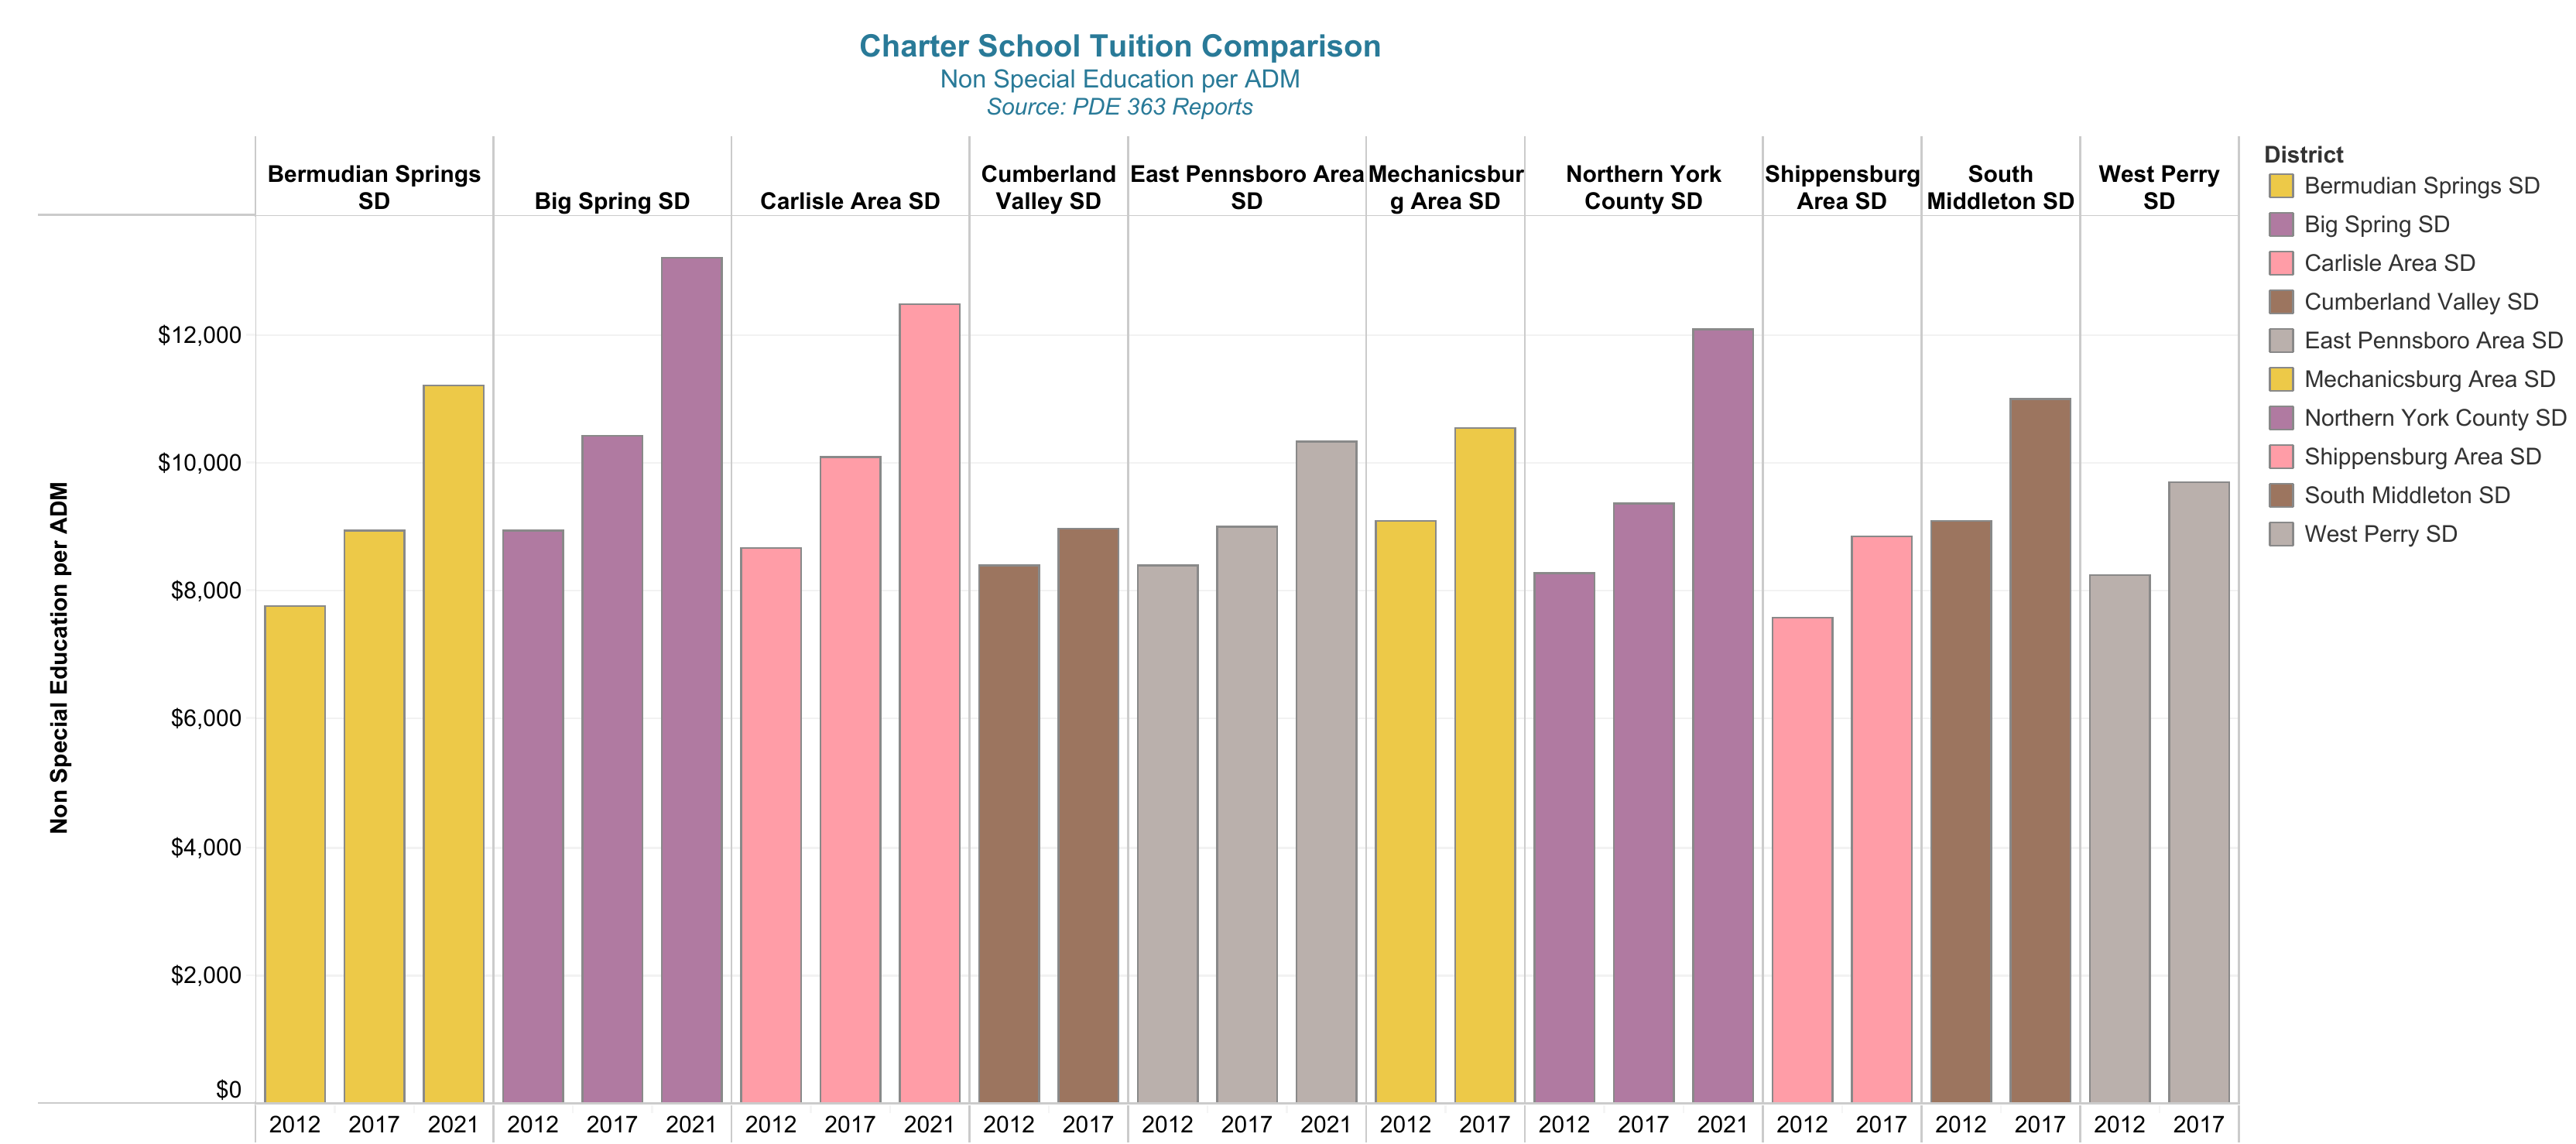 Charter School Tuition Comparison
Non Special Education per ADM
Source: PDE 363 Reports
Bermudian Springs
SD
Big Spring SD
Carlisle Area SD
Cumberland
Valley SD
East Pennsboro Area
SD
Mechanicsbur
g Area SD
Northern York
County SD
Shippensburg
Area SD
South
Middleton SD
West Perry
SD
Non Special Education per ADM
$12,000
$10,000
$8,000
$6,000
$4,000
$2,000
$0
2012 2017 2021 2012 2017 2021 2012 2017 2021 2012 2017 2012 2017 2021 2012 2017 2012 2017 2021 2012 2017 2012 2017 2012 2017
District
Bermudian Springs SD
Big Spring SD
Carlisle Area SD
Cumberland Valley SD
East Pennsboro Area SD
Mechanicsburg Area SD
Northern York County SD
Shippensburg Area SD
South Middleton SD
West Perry SD